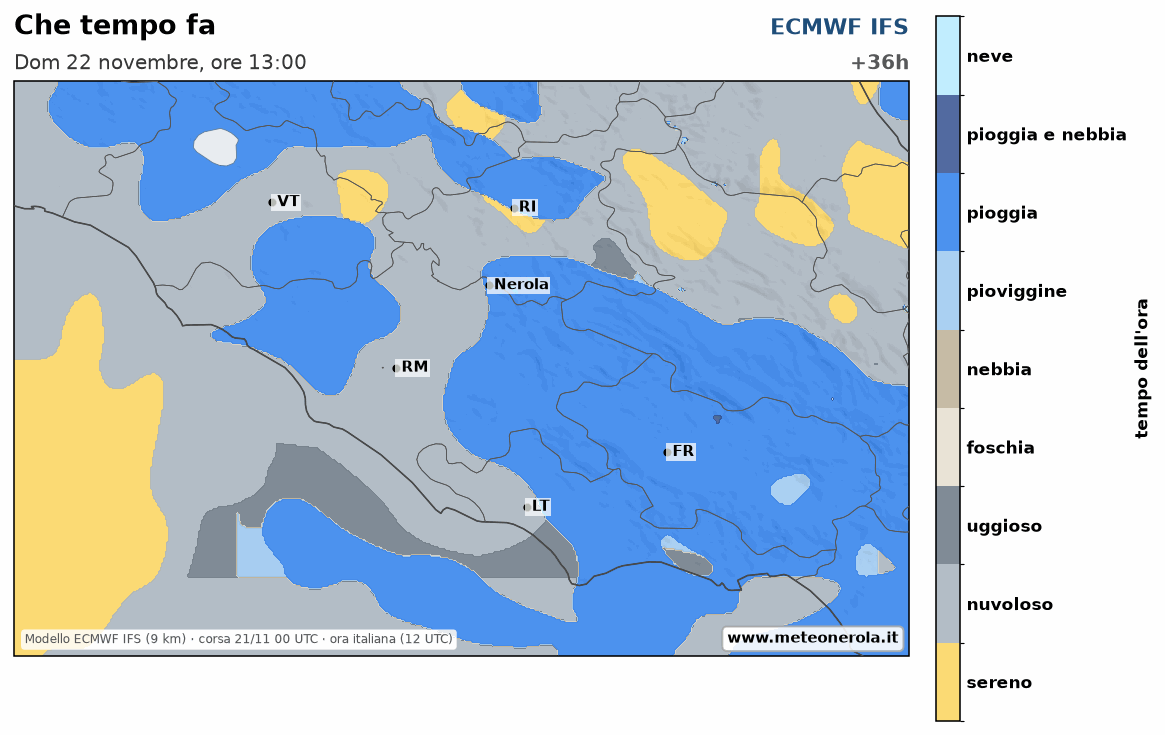 Che tempo fa
ECMWF IFS
Dom 22 novembre, ore 13:00
+36h
VT
RI
Nerola
RM
FR
LT
Modello ECMWF IFS (9 km) · corsa 21/11 00 UTC · ora italiana (12 UTC)
www.meteonerola.it
neve
pioggia e nebbia
pioggia
pioviggine
nebbia
foschia
uggioso
nuvoloso
sereno
tempo dell'ora